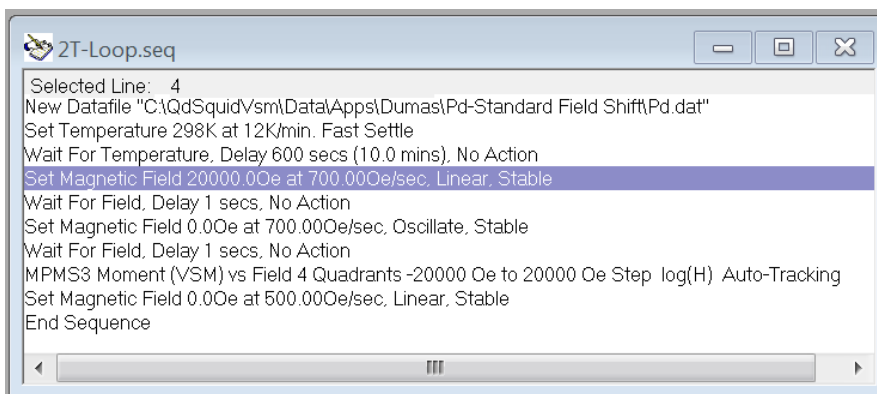 2T-Loop.seq
Selected Line: 4
New Datafile "C:\QdSquidVsm\Data\Apps\Dumas\Pd-Standard Field Shift\Pd.dat"
Set Temperature 298K at 12K/min. Fast Settle
Wait For Temperature, Delay 600 secs (10.0 mins), No Action
Set Magnetic Field 20000.0Oe at 700.00Oe/sec, Linear, Stable
Wait For Field, Delay 1 secs, No Action
Set Magnetic Field 0.0Oe at 700.00Oe/sec, Oscillate, Stable
Wait For Field, Delay 1 secs, No Action
MPMS3 Moment (VSM) vs Field 4 Quadrants -20000 Oe to 20000 Oe Step  log(H)  Auto-Tracking
Set Magnetic Field 0.0Oe at 500.00Oe/sec, Linear, Stable
End Sequence